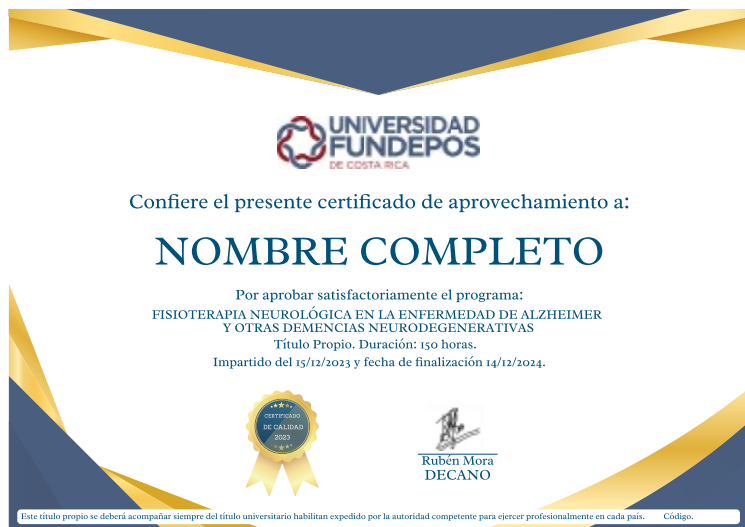 UNIVERSIDAD
FUNDEPOS
DE COSTA RICA
Confiere el presente certificado de aprovechamiento a:
NOMBRE COMPLETO
Por aprobar satisfactoriamente el programa:
FISIOTERAPIA NEUROLÓGICA EN LA ENFERMEDAD DE ALZHEIMER
Y OTRAS DEMENCIAS NEURODEGENERATIVAS
Título Propio. Duración: 150 horas.
Impartido del 15/12/2023 y fecha de finalización 14/12/2024.
CERTIFICADO
DE CALIDAD
2023
Rubén Mora
DECANO
Este título propio se deberá acompañar siempre del título universitario habilitan expedido por la autoridad competente para ejercer profesionalmente en cada país. Código.